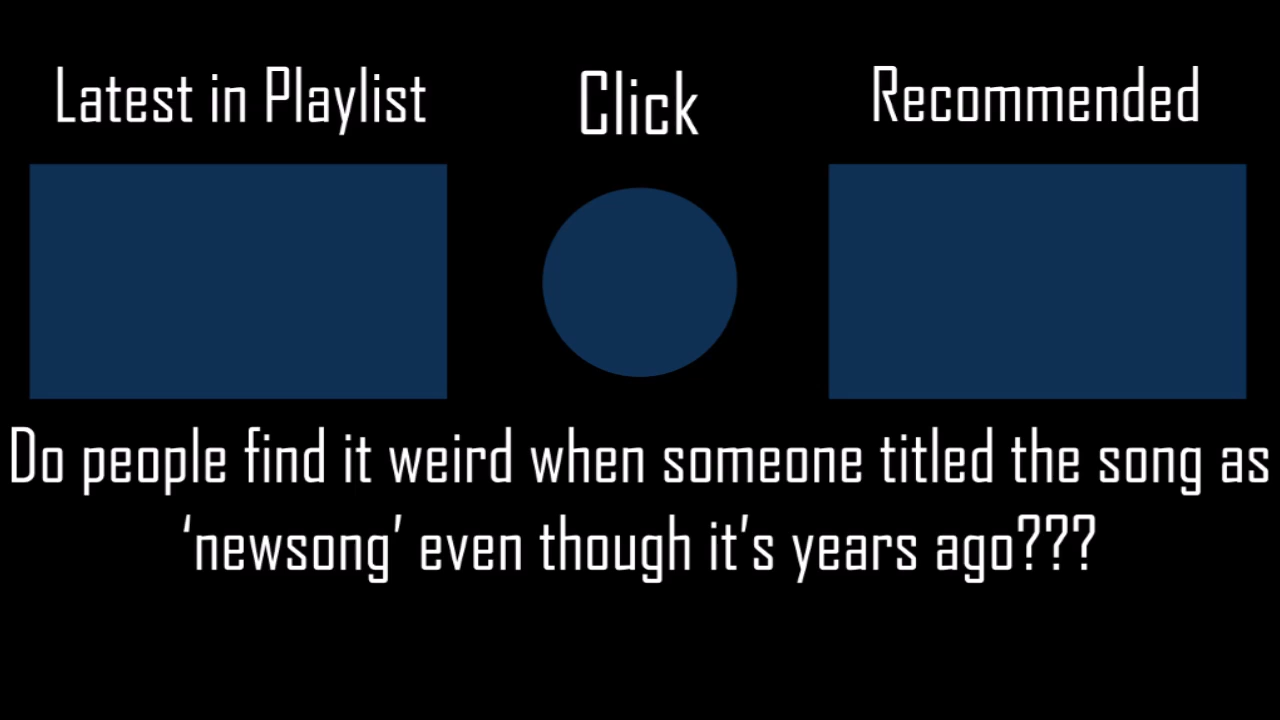 Latest in Playlist
Click
Recommended
Do people find it weird when someone titled the song as
‘newsong’ even though it’s years ago???